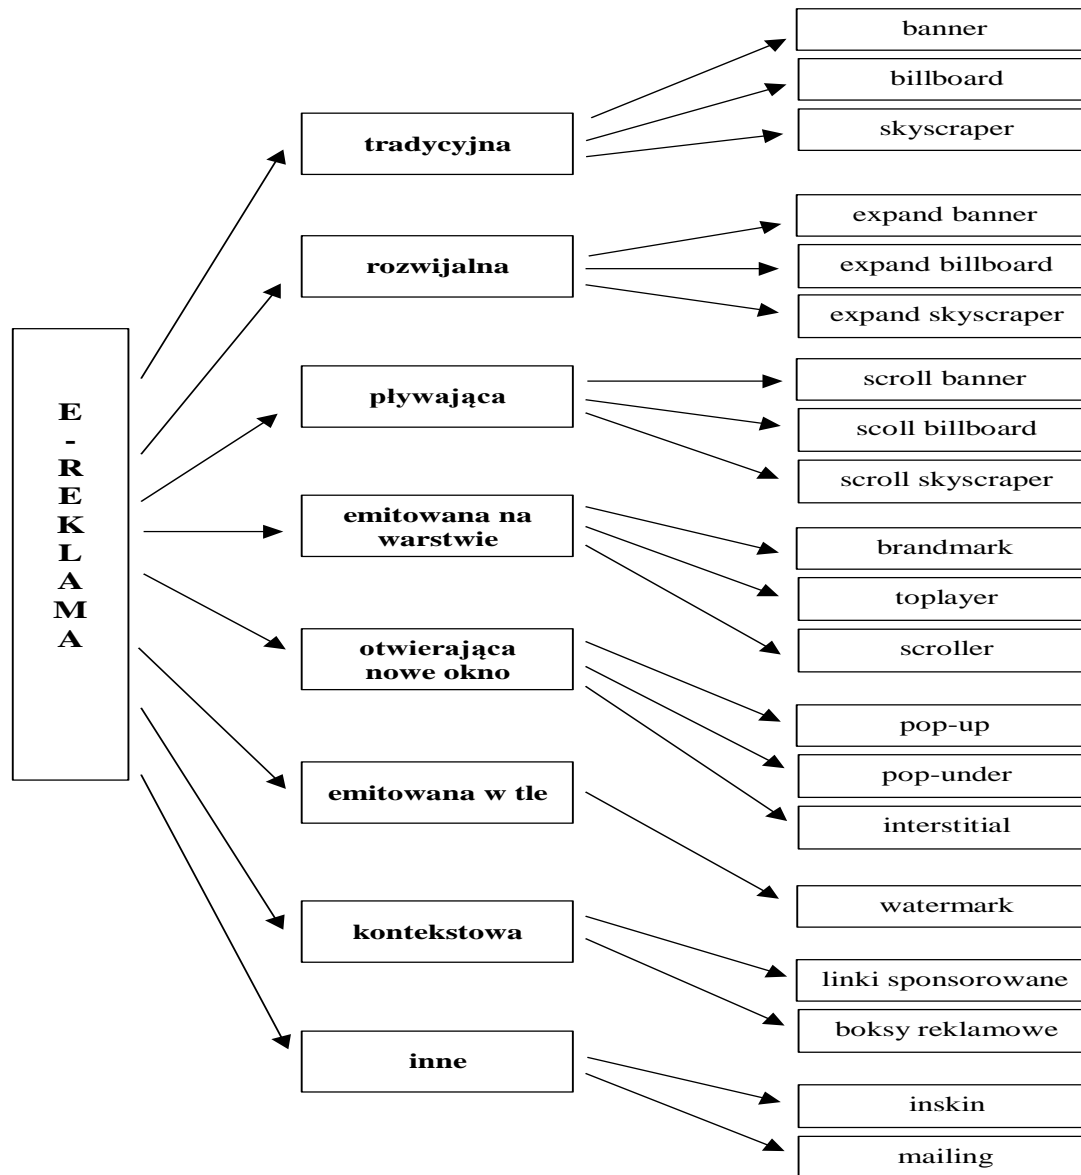 E
-
R
E
K
L
A
M
A
tradycyjna
banner
billboard
skyscraper
rozwijalna
expand banner
expand billboard
expand skyscraper
pływająca
scroll banner
scoll billboard
scroll skyscraper
emitowana na
warstwie
brandmark
toplayer
scroller
otwierająca
nowe okno
pop-up
pop-under
interstitial
emitowana w tle
watermark
kontekstowa
linki sponsorowane
boksy reklamowe
inne
inskin
mailing